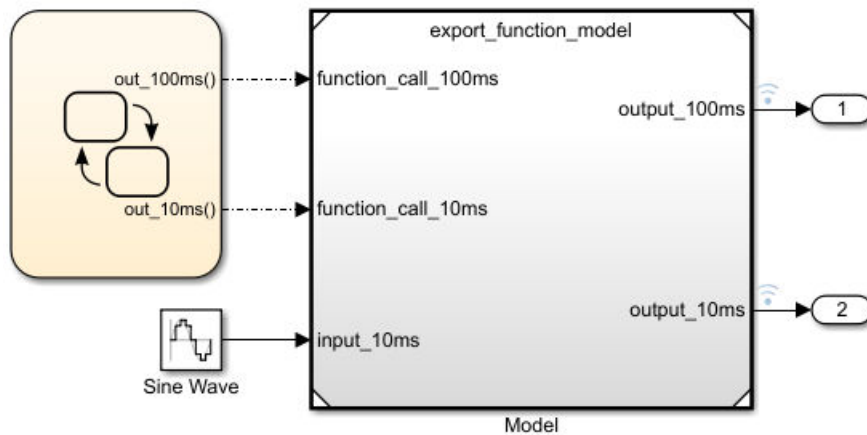 export_function_model
out_100ms()
function_call_100ms
output_100ms
1
out_10ms()
function_call_10ms
output_10ms
2
input_10ms
Sine Wave
Model